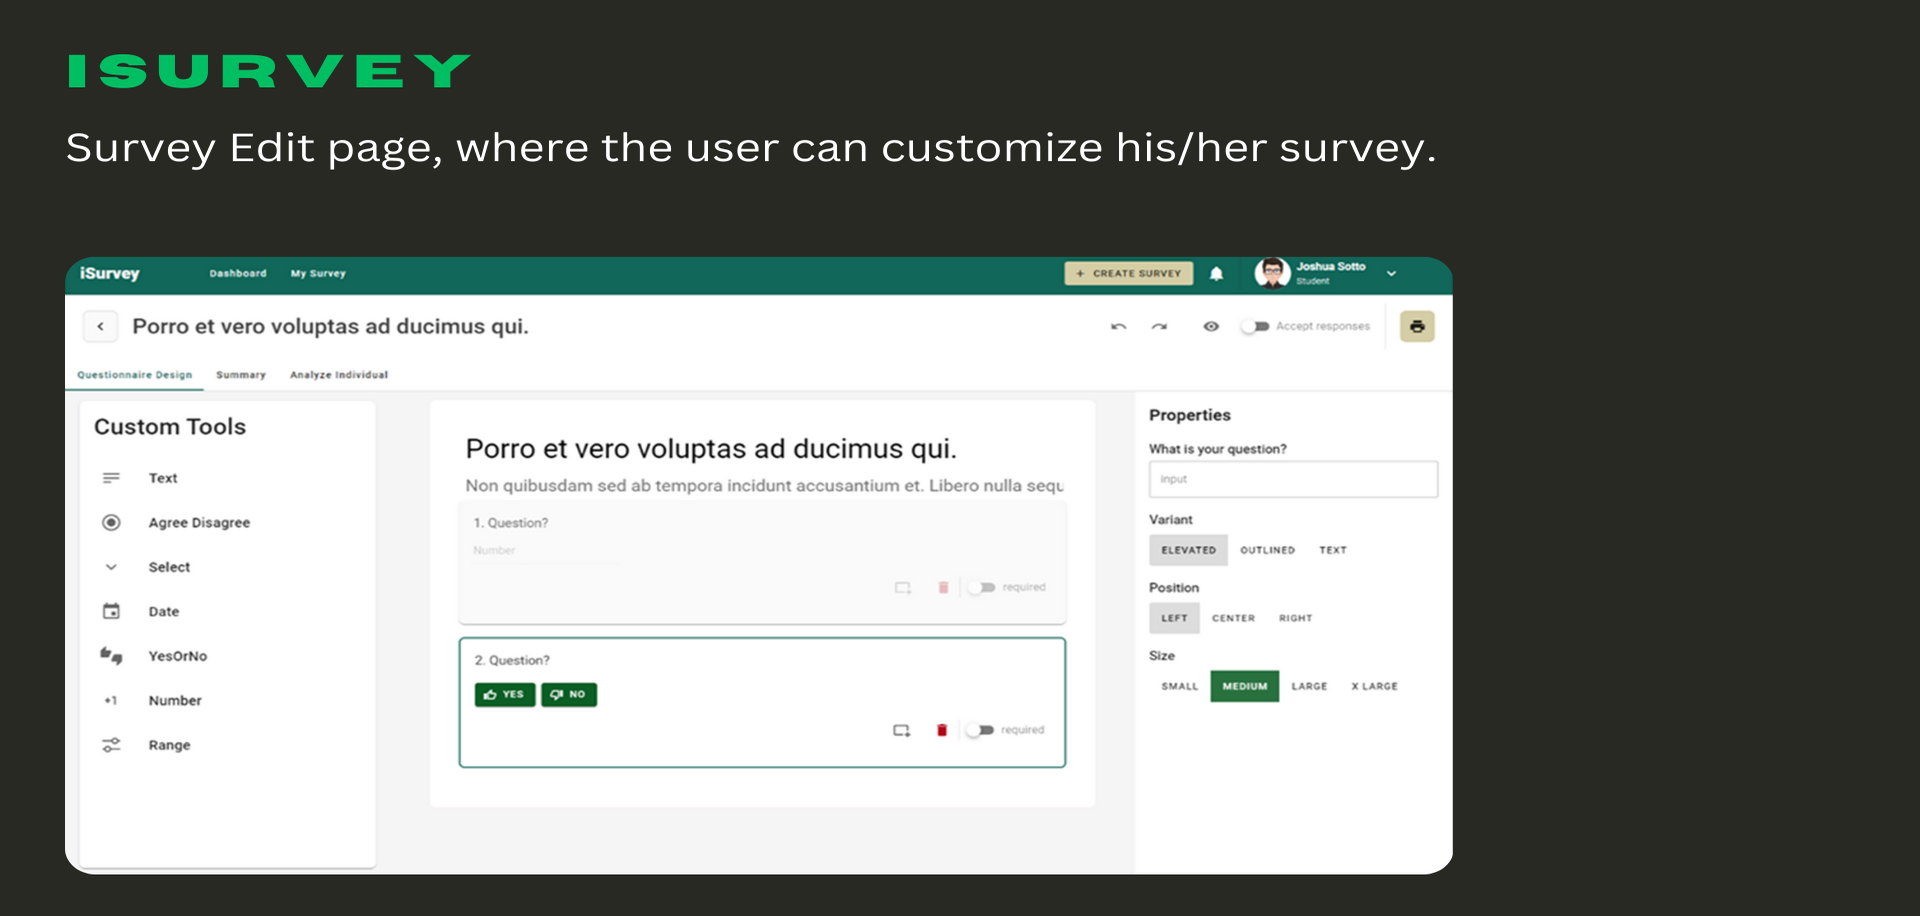 ISURVEY
Survey Edit page, where the user can customize his/her survey.
iSurvey
Dashboard
My Survey
+ CREATE SURVEY
Joshua Sotto
Student
Porro et vero voluptas ad ducimus qui.
Accept responses
Questionnaire Design
Summary
Analyze Individual
Custom Tools
Text
Agree Disagree
Select
Date
YesOrNo
+1 Number
Range
Porro et vero voluptas ad ducimus qui.
Non quibusdam sed ab tempora incidunt accusantium et. Libero nulla sequ
1. Question?
Number
required
2. Question?
YES
NO
required
Properties
What is your question?
input
Variant
ELEVATED OUTLINED TEXT
Position
LEFT CENTER RIGHT
Size
SMALL MEDIUM LARGE X LARGE